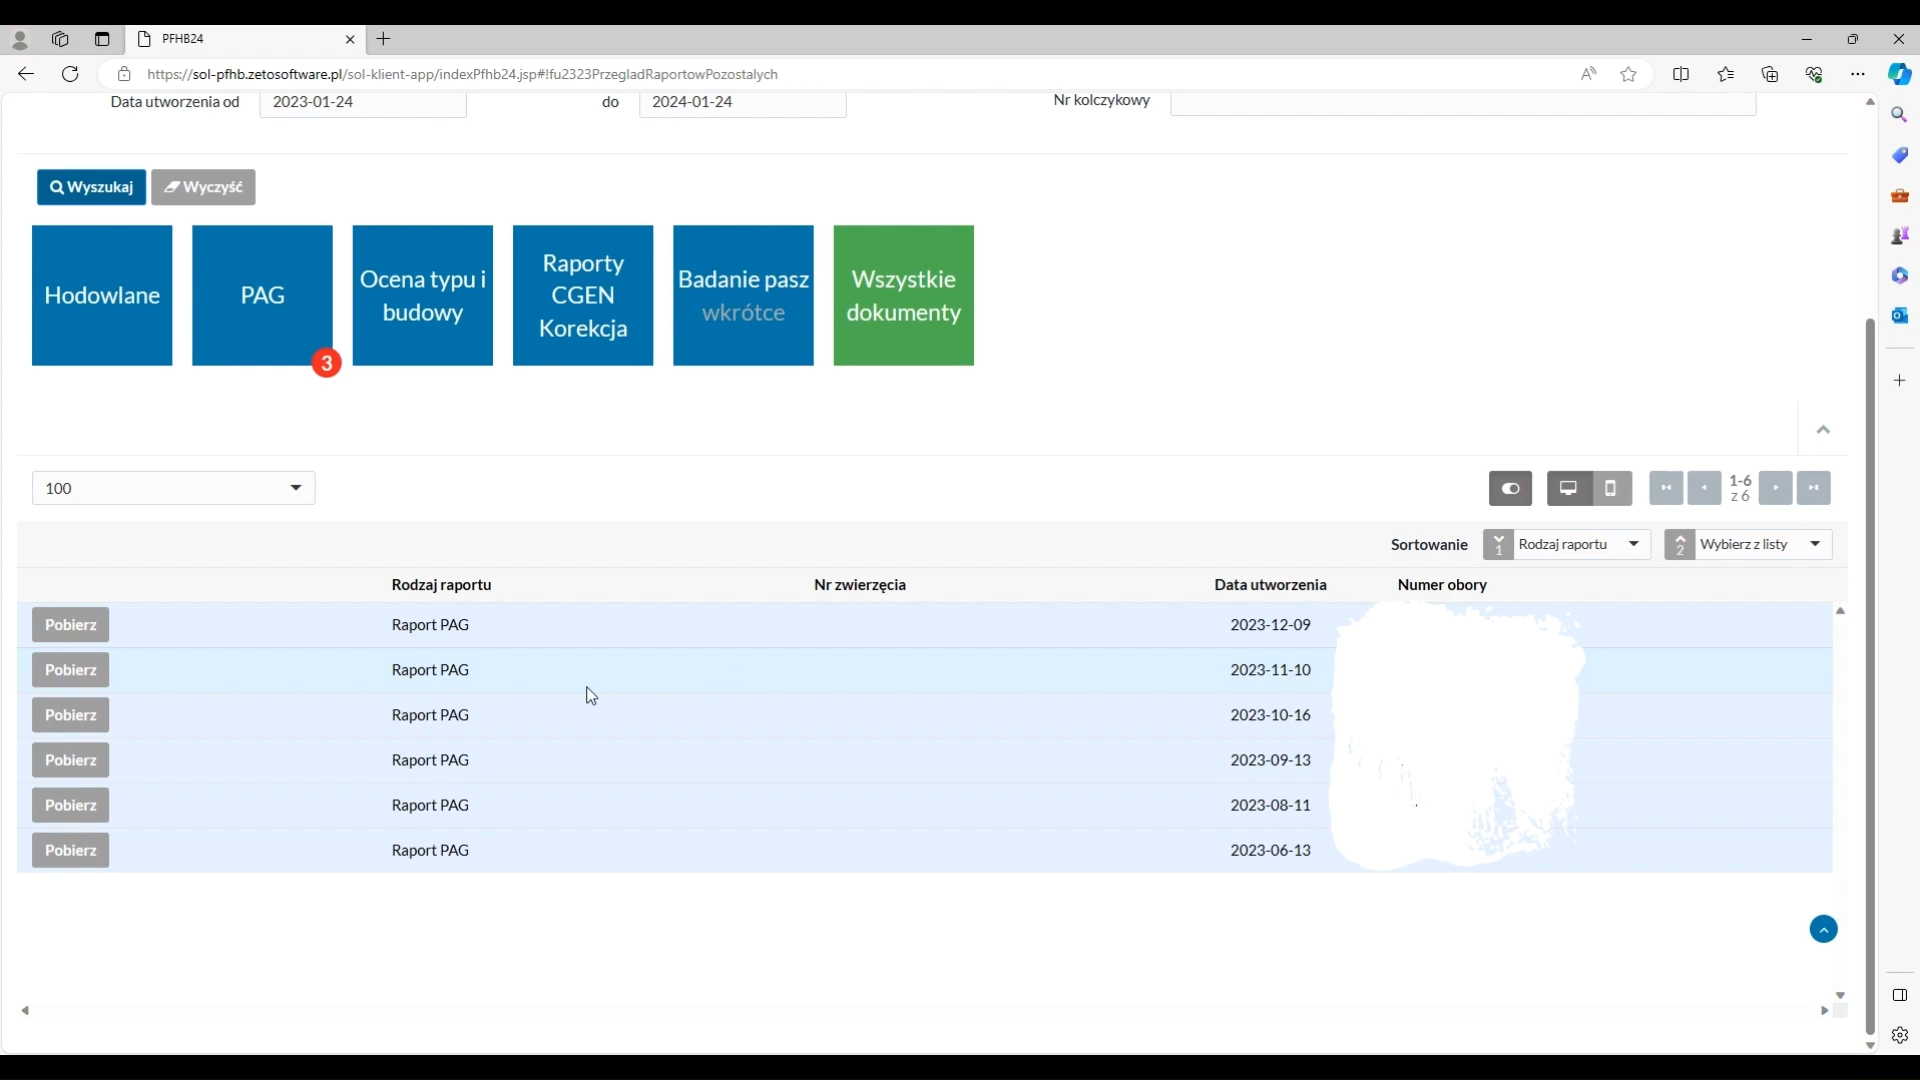 PFHB24
https://sol-pfhb.zetosoftware.pl/sol-klient-app/indexPfhb24.jsp#!fu2323PrzegladRaportowPozostalych
Data utworzenia od 2023-01-24 do 2024-01-24 Nr kolczykowy
Wyszukaj Wyczyść
Hodowlane
PAG
3
Ocena typu i
budowy
Raporty
CGEN
Korekcja
Badanie pasz
wkrótce
Wszystkie
dokumenty
100
1-6
z 6
Sortowanie 1 Rodzaj raportu 2 Wybierz z listy
Rodzaj raportu Nr zwierzęcia Data utworzenia Numer obory
Pobierz Raport PAG 2023-12-09
Pobierz Raport PAG 2023-11-10
Pobierz Raport PAG 2023-10-16
Pobierz Raport PAG 2023-09-13
Pobierz Raport PAG 2023-08-11
Pobierz Raport PAG 2023-06-13